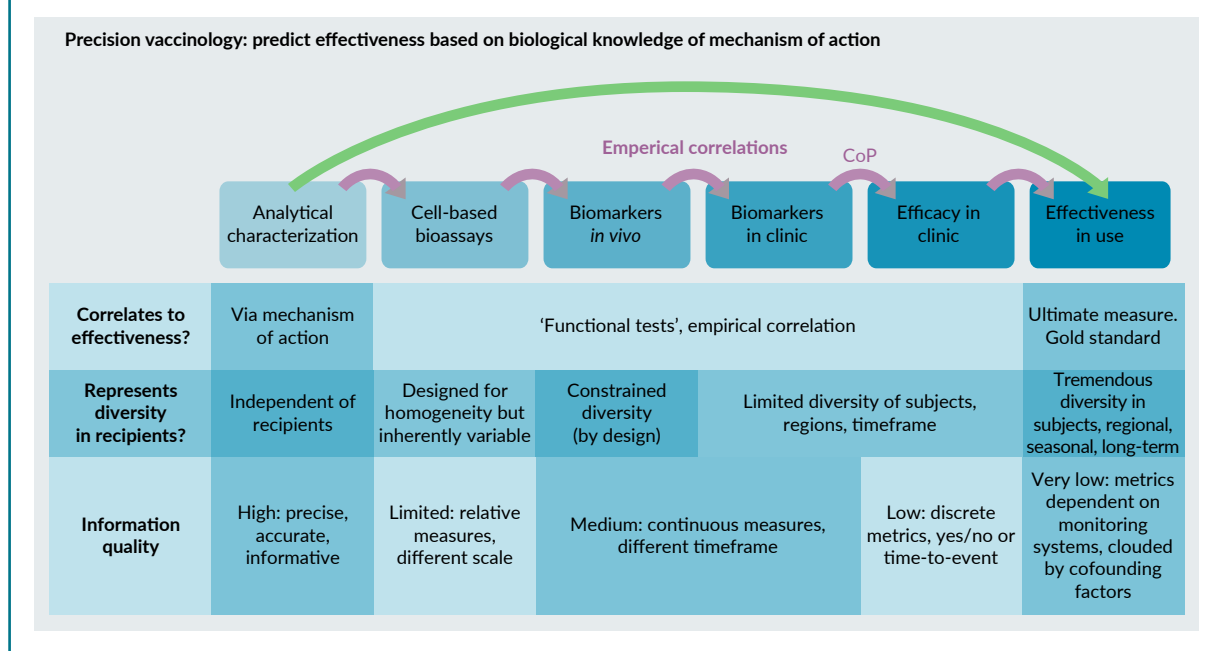 Precision vaccinology: predict effectiveness based on biological knowledge of mechanism of action
Emperical correlations
CoP
Analytical
characterization
Cell-based
bioassays
Biomarkers
in vivo
Biomarkers
in clinic
Efficacy in
clinic
Effectiveness
in use
Correlates to
effectiveness?
Via mechanism
of action
‘Functional tests’, empirical correlation
Ultimate measure.
Gold standard
Represents
diversity
in recipients?
Independent of
recipients
Designed for
homogeneity but
inherently variable
Constrained
diversity
(by design)
Limited diversity of subjects,
regions, timeframe
Tremendous
diversity in
subjects, regional,
seasonal, long-term
Information
quality
High: precise,
accurate,
informative
Limited: relative
measures,
different scale
Medium: continuous measures,
different timeframe
Low: discrete
metrics, yes/no or
time-to-event
Very low: metrics
dependent on
monitoring
systems, clouded
by cofounding
factors